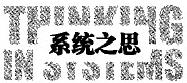 THINKING
系统之思
IN SYSTEMS